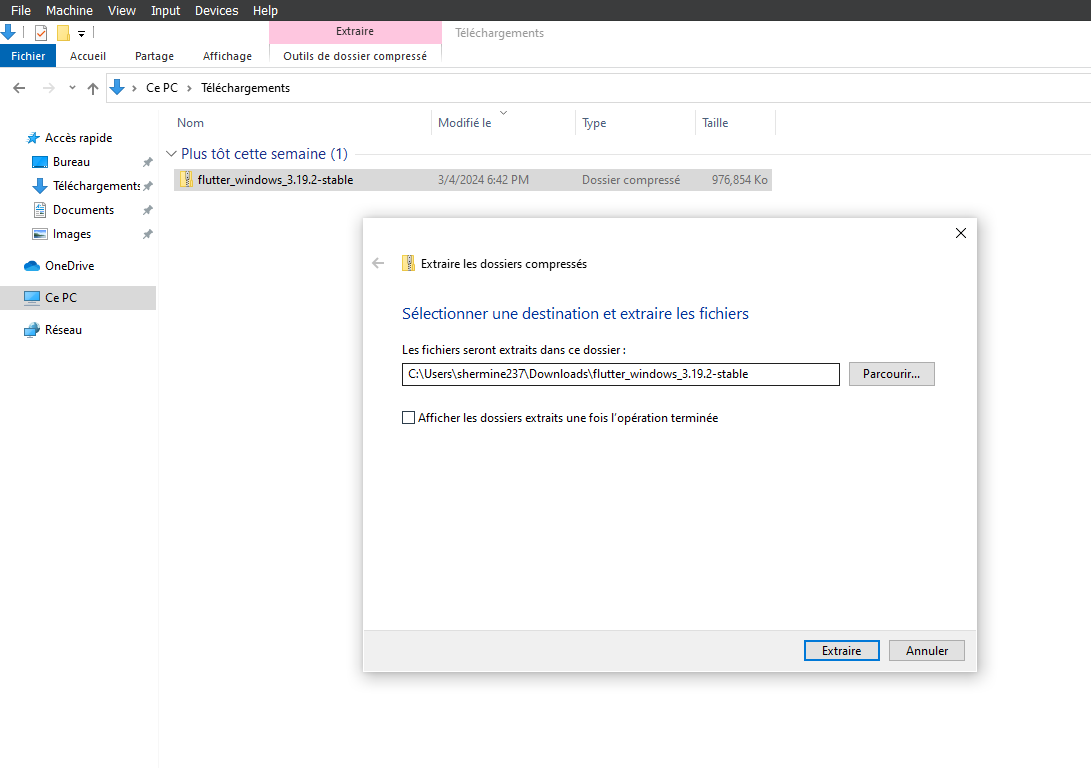 File Machine View Input Devices Help
Extraire Téléchargements
Fichier Accueil Partage Affichage Outils de dossier compressé
Ce PC Téléchargements
Nom Modifié le Type Taille
Accès rapide
Bureau
Téléchargements
Documents
Images
OneDrive
Ce PC
Réseau
Plus tôt cette semaine (1)
flutter_windows_3.19.2-stable 3/4/2024 6:42 PM Dossier compressé 976,854 Ko
Extraire les dossiers compressés
Sélectionner une destination et extraire les fichiers
Les fichiers seront extraits dans ce dossier :
C:\Users\shermine237\Downloads\flutter_windows_3.19.2-stable Parcourir...
Afficher les dossiers extraits une fois l'opération terminée
Extraire Annuler